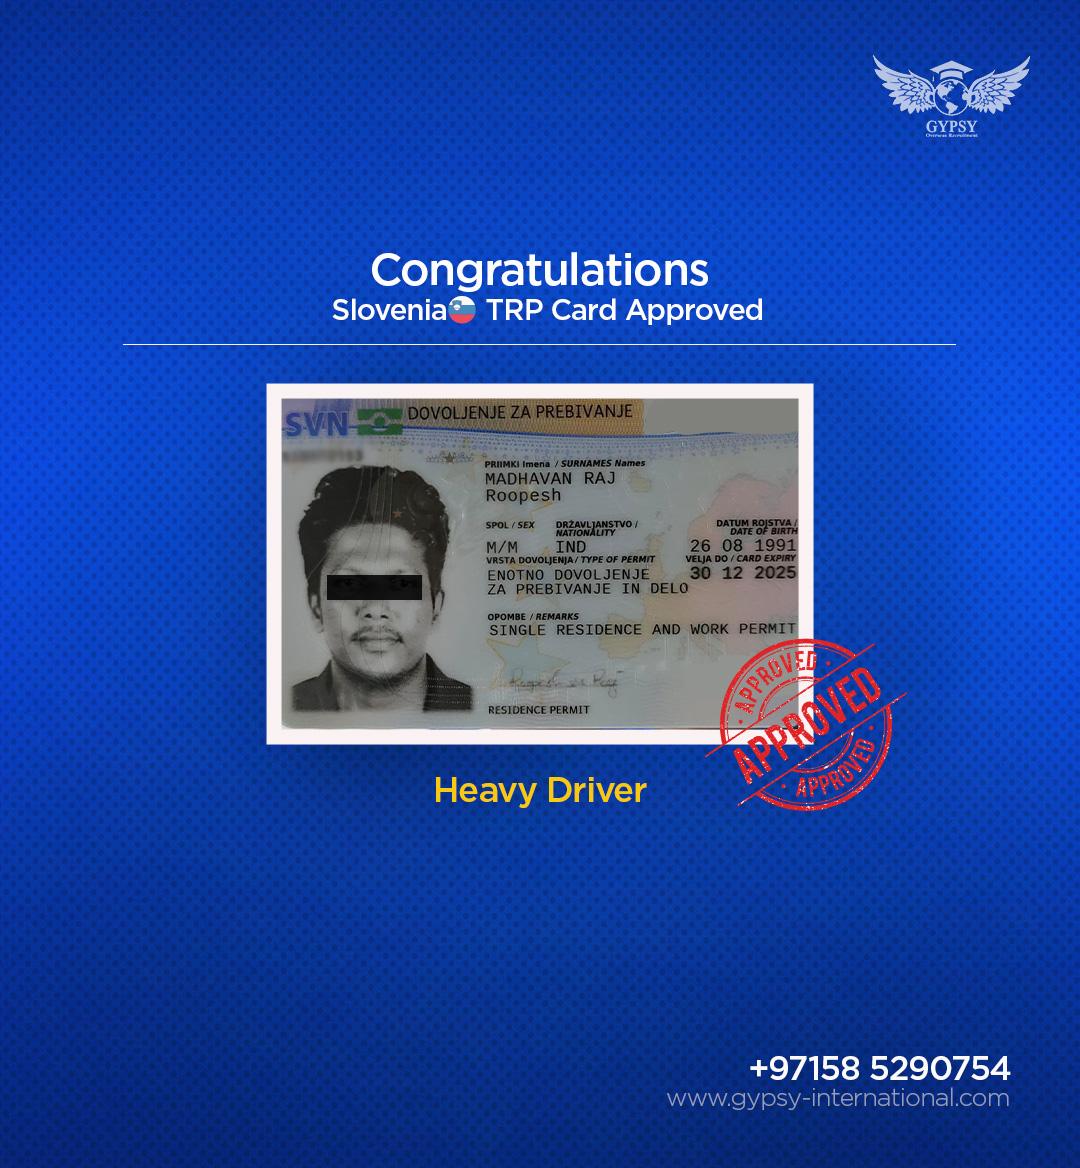 GYPSY
Overseas Recruitment
Congratulations
Slovenia TRP Card Approved
SVN DOVOLJENJE ZA PREBIVANJE
PRIIMKI Imena / SURNAMES Names
MADHAVAN RAJ
Roopesh
SPOL / SEX DRŽAVLJANSTVO / NATIONALITY DATUM ROJSTVA / DATE OF BIRTH
M/M IND 26 08 1991
VRSTA DOVOLJENJA / TYPE OF PERMIT VELJA DO / CARD EXPIRY
ENOTNO DOVOLJENJE 30 12 2025
ZA PREBIVANJE IN DELO
OPOMBE / REMARKS
SINGLE RESIDENCE AND WORK PERMIT
RESIDENCE PERMIT
APPROVED
APPROVED
APPROVED
Heavy Driver
+97158 5290754
www.gypsy-international.com